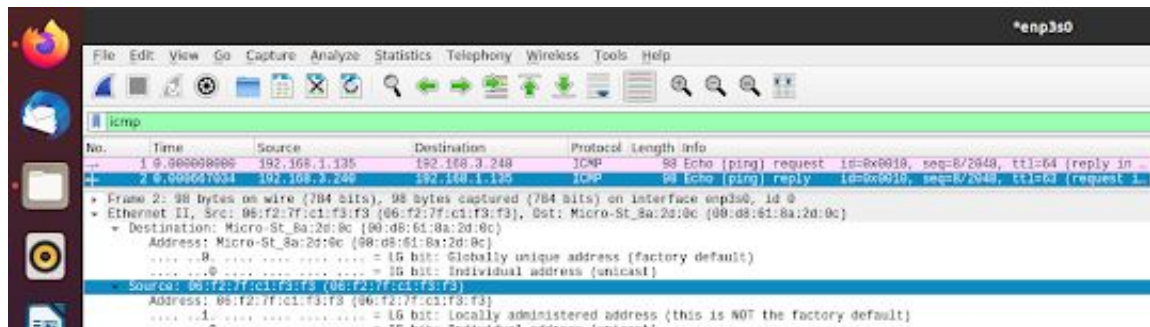 *enp3s0
File Edit View Go Capture Analyze Statistics Telephony Wireless Tools Help
icmp
No. Time Source Destination Protocol Length Info
1 0.000000000 192.168.1.135 192.168.3.240 ICMP 98 Echo (ping) request id=0x0010, seq=8/2048, ttl=64 (reply in …
2 0.000667034 192.168.3.240 192.168.1.135 ICMP 98 Echo (ping) reply id=0x0010, seq=8/2048, ttl=63 (request i…
Frame 2: 98 bytes on wire (784 bits), 98 bytes captured (784 bits) on interface enp3s0, id 0
Ethernet II, Src: 06:f2:7f:c1:f3:f3 (06:f2:7f:c1:f3:f3), Dst: Micro-St_8a:2d:0c (00:d8:61:8a:2d:0c)
Destination: Micro-St_8a:2d:0c (00:d8:61:8a:2d:0c)
Address: Micro-St_8a:2d:0c (00:d8:61:8a:2d:0c)
.... ..0. .... .... .... .... = LG bit: Globally unique address (factory default)
.... ...0 .... .... .... .... = IG bit: Individual address (unicast)
Source: 06:f2:7f:c1:f3:f3 (06:f2:7f:c1:f3:f3)
Address: 06:f2:7f:c1:f3:f3 (06:f2:7f:c1:f3:f3)
.... ..1. .... .... .... .... = LG bit: Locally administered address (this is NOT the factory default)